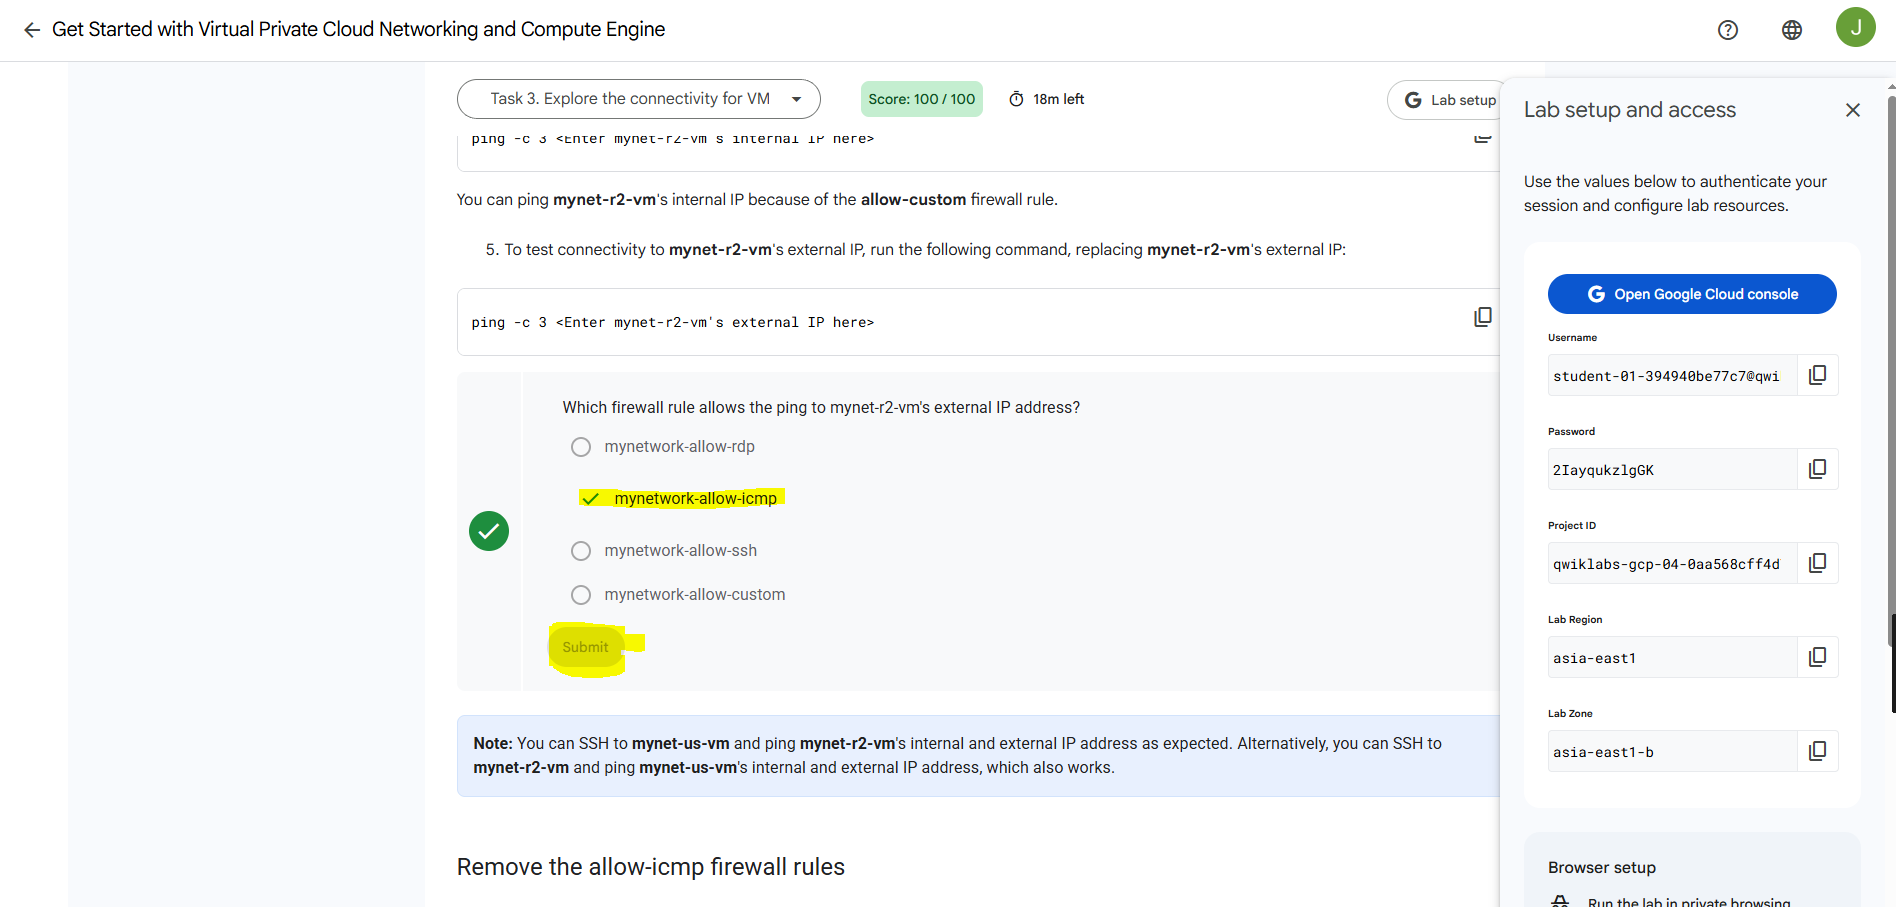 Get Started with Virtual Private Cloud Networking and Compute Engine
J
Task 3. Explore the connectivity for VM
Score: 100 / 100
18m left
Lab setup
ping -c 3 <Enter mynet-r2-vm's internal IP here>
You can ping mynet-r2-vm's internal IP because of the allow-custom firewall rule.
5. To test connectivity to mynet-r2-vm's external IP, run the following command, replacing mynet-r2-vm's external IP:
ping -c 3 <Enter mynet-r2-vm's external IP here>
Which firewall rule allows the ping to mynet-r2-vm's external IP address?
mynetwork-allow-rdp
mynetwork-allow-icmp
mynetwork-allow-ssh
mynetwork-allow-custom
Submit
Note: You can SSH to mynet-us-vm and ping mynet-r2-vm's internal and external IP address as expected. Alternatively, you can SSH to
mynet-r2-vm and ping mynet-us-vm's internal and external IP address, which also works.
Remove the allow-icmp firewall rules
Lab setup and access
Use the values below to authenticate your
session and configure lab resources.
Open Google Cloud console
Username
student-01-394940be77c7@qwi
Password
2IayqukzlgGK
Project ID
qwiklabs-gcp-04-0aa568cff4d
Lab Region
asia-east1
Lab Zone
asia-east1-b
Browser setup
Run the lab in private browsing